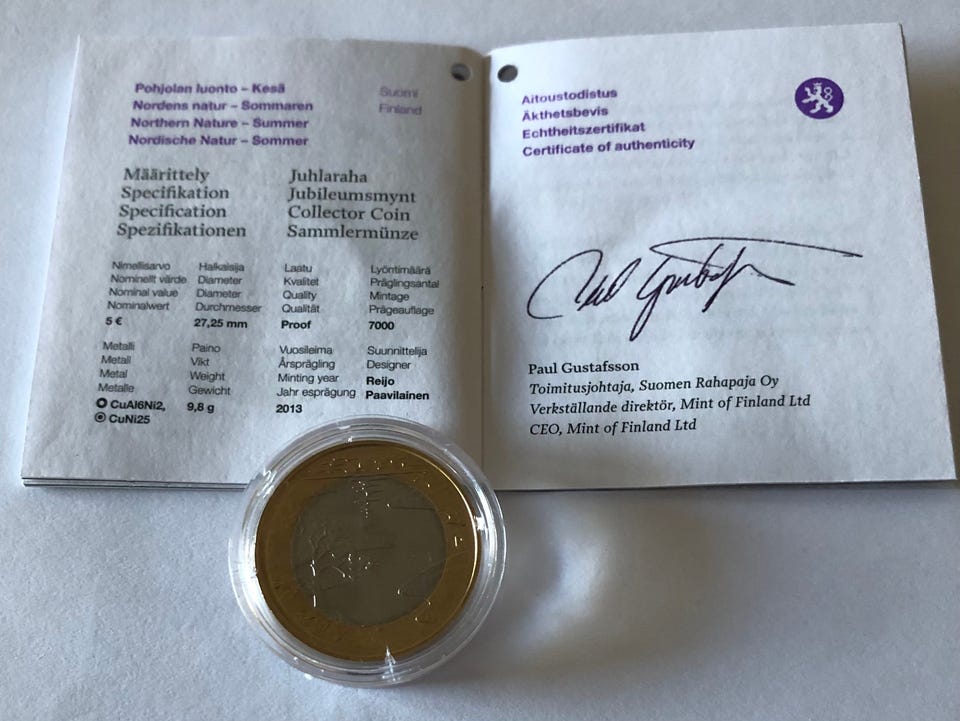 Pohjolan luonto – Kesä
Nordens natur – Sommaren
Northern Nature – Summer
Nordische Natur – Sommer
Suomi
Finland
Määrittely
Specifikation
Specification
Spezifikationen
Juhlaraha
Jubileumsmynt
Collector Coin
Sammlermünze
Nimellisarvo
Nominellt värde
Nominal value
Nominalwert
5 €
Halkaisija
Diameter
Diameter
Durchmesser
27,25 mm
Laatu
Kvalitet
Quality
Qualität
Proof
Lyöntimäärä
Präglingsantal
Mintage
Prägeauflage
7000
Metalli
Metall
Metal
Metalle
CuAl6Ni2,
CuNi25
Paino
Vikt
Weight
Gewicht
9,8 g
Vuosileima
Årsprägling
Minting year
Jahr esprägung
2013
Suunnittelija
Designer
Reijo
Paavilainen
Aitoustodistus
Äkthetsbevis
Echtheitszertifikat
Certificate of authenticity
Paul Gustafsson
Toimitusjohtaja, Suomen Rahapaja Oy
Verkställande direktör, Mint of Finland Ltd
CEO, Mint of Finland Ltd